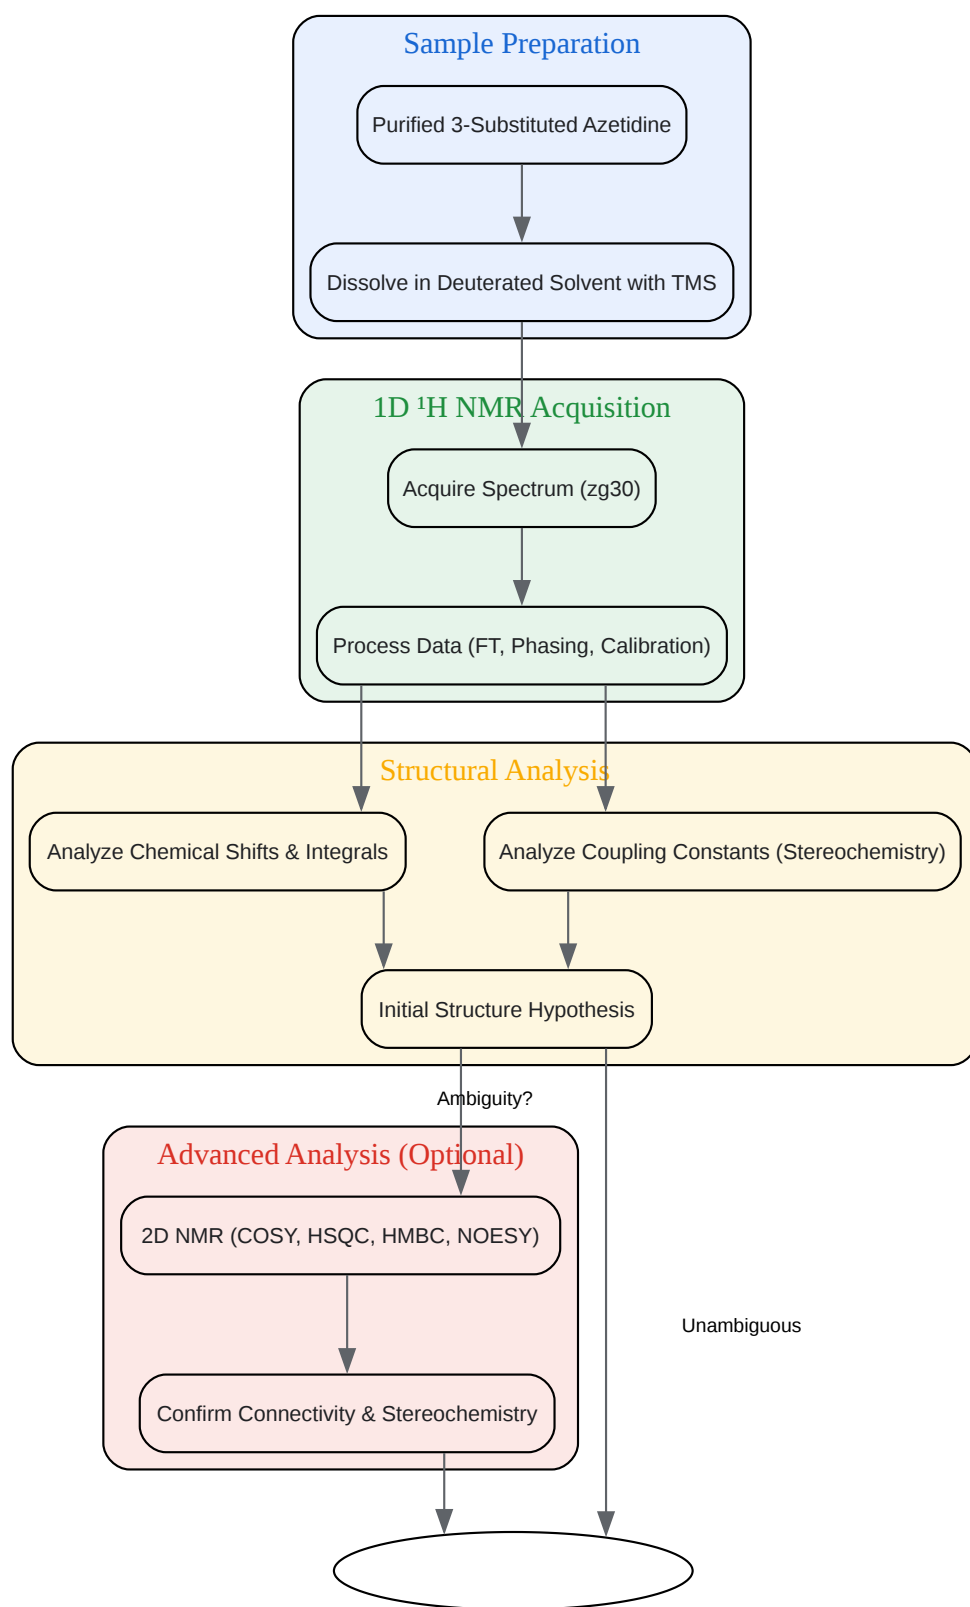 Sample Preparation
Purified 3-Substituted Azetidine
Dissolve in Deuterated Solvent with TMS
1D ¹H NMR Acquisition
Acquire Spectrum (zg30)
Process Data (FT, Phasing, Calibration)
Structural Analysis
Analyze Chemical Shifts & Integrals
Analyze Coupling Constants (Stereochemistry)
Initial Structure Hypothesis
Ambiguity?
Advanced Analysis (Optional)
2D NMR (COSY, HSQC, HMBC, NOESY)
Unambiguous
Confirm Connectivity & Stereochemistry